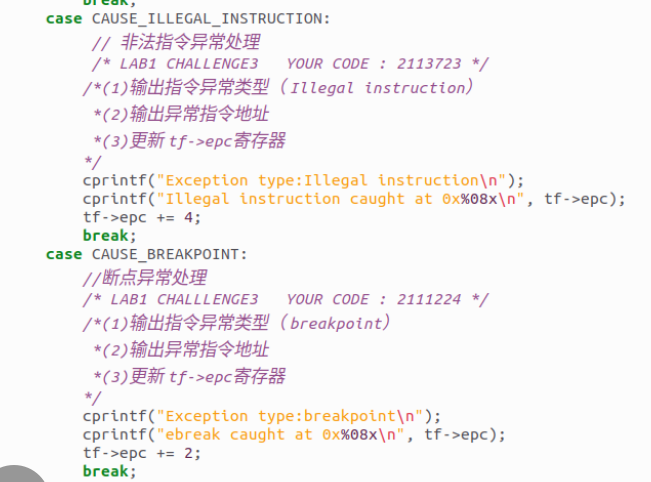 break;
case CAUSE_ILLEGAL_INSTRUCTION:
// 非法指令异常处理
/* LAB1 CHALLENGE3   YOUR CODE : 2113723 */
/*(1)输出指令异常类型（Illegal instruction）
*(2)输出异常指令地址
*(3)更新 tf->epc寄存器
*/
cprintf("Exception type:Illegal instruction\n");
cprintf("Illegal instruction caught at 0x%08x\n", tf->epc);
tf->epc += 4;
break;
case CAUSE_BREAKPOINT:
//断点异常处理
/* LAB1 CHALLLENGE3   YOUR CODE : 2111224 */
/*(1)输出指令异常类型（breakpoint）
*(2)输出异常指令地址
*(3)更新 tf->epc寄存器
*/
cprintf("Exception type:breakpoint\n");
cprintf("ebreak caught at 0x%08x\n", tf->epc);
tf->epc += 2;
break;